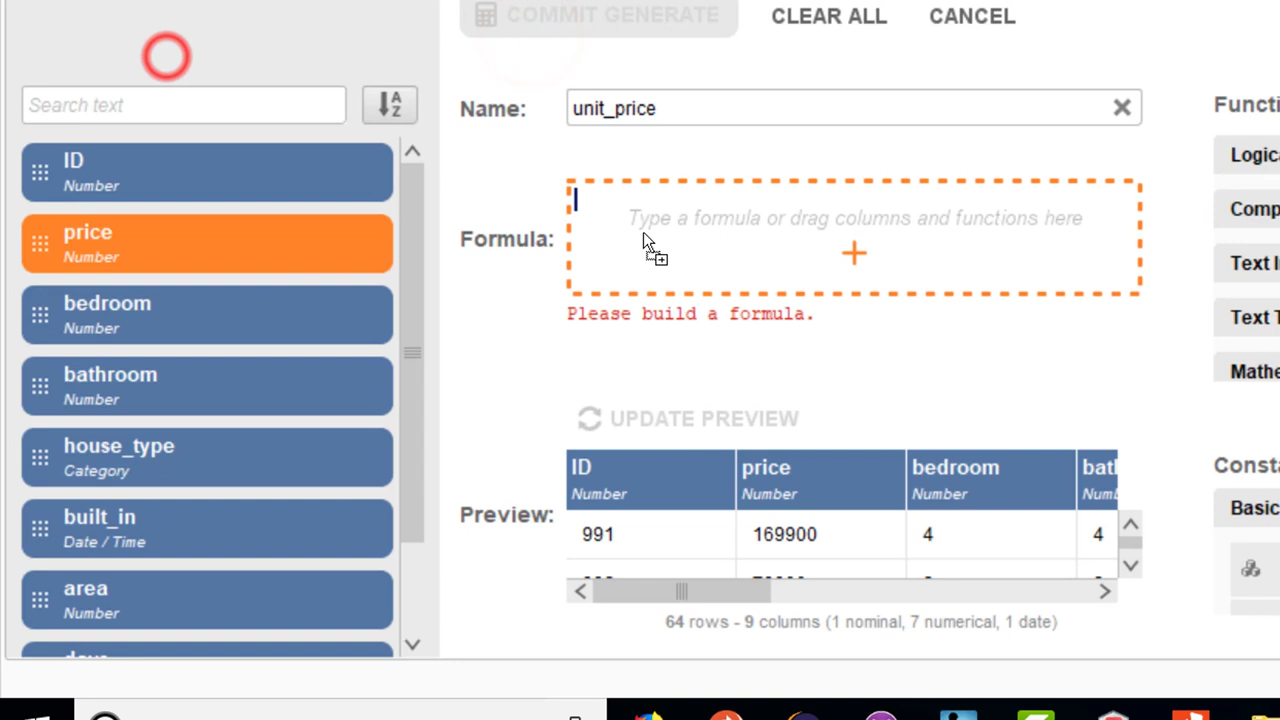 COMMIT GENERATE
CLEAR ALL
CANCEL
Search text
A
Z
ID
Number
price
Number
bedroom
Number
bathroom
Number
house_type
Category
built_in
Date / Time
area
Number
Name:
unit_price
Formula:
Type a formula or drag columns and functions here
Please build a formula.
UPDATE PREVIEW
Preview:
ID price bedroom
Number Number Number
991 169900 4 4
64 rows - 9 columns (1 nominal, 7 numerical, 1 date)
Basic